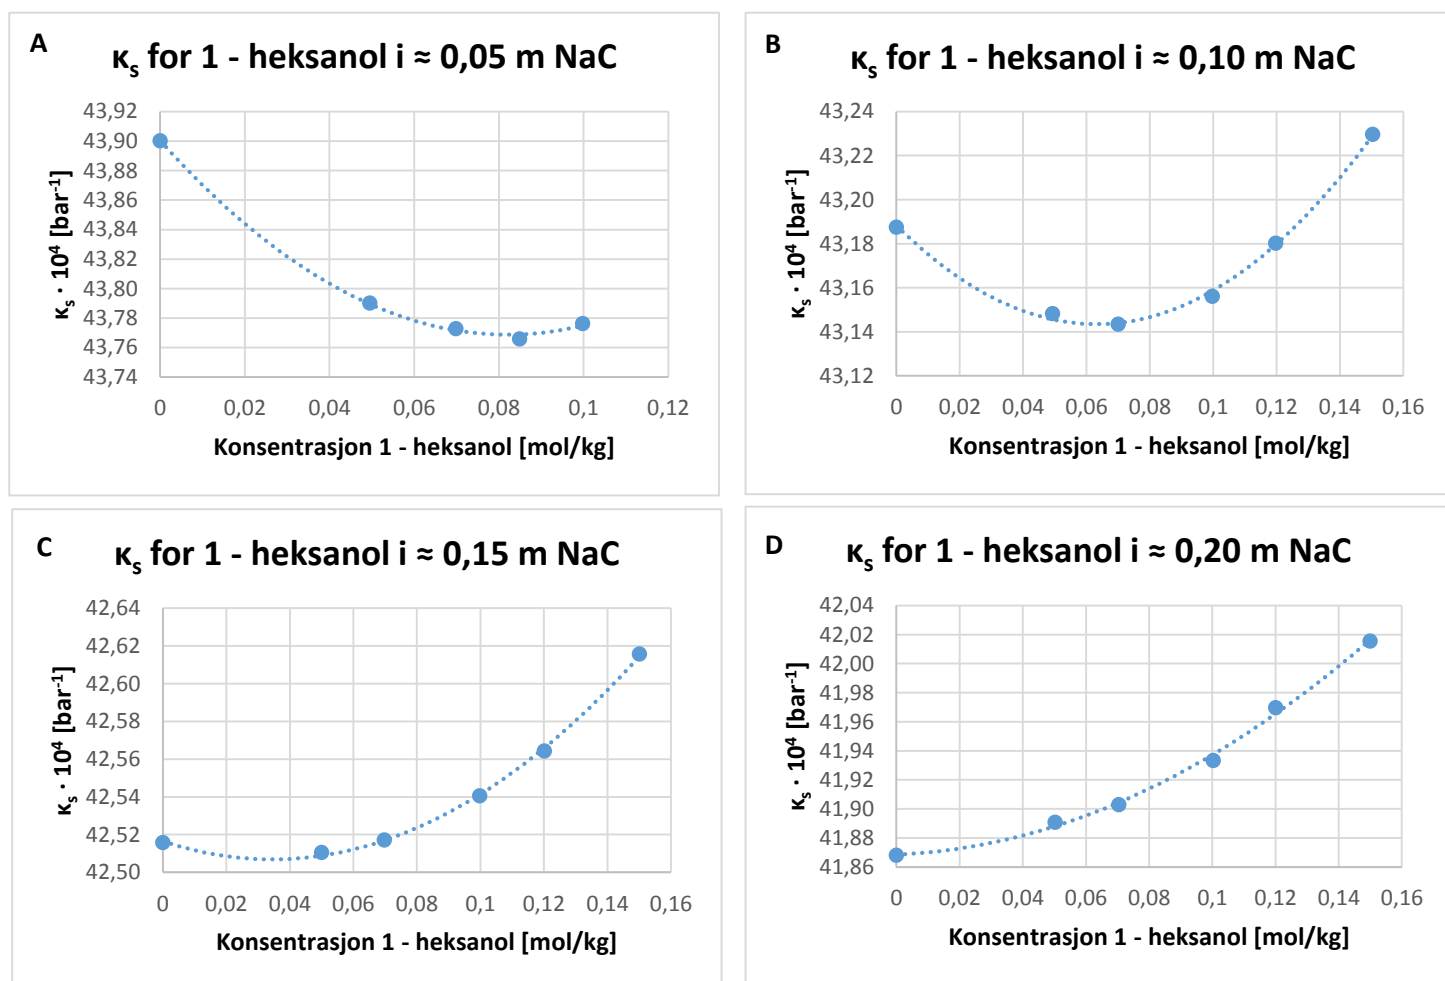 A
κs for 1 - heksanol i ≈ 0,05 m NaC
κs · 10⁴ [bar⁻¹]
43,92
43,90
43,88
43,86
43,84
43,82
43,80
43,78
43,76
43,74
0 0,02 0,04 0,06 0,08 0,1 0,12
Konsentrasjon 1 - heksanol [mol/kg]
B
κs for 1 - heksanol i ≈ 0,10 m NaC
κs · 10⁴ [bar⁻¹]
43,24
43,22
43,20
43,18
43,16
43,14
43,12
0 0,02 0,04 0,06 0,08 0,1 0,12 0,14 0,16
Konsentrasjon 1 - heksanol [mol/kg]
C
κs for 1 - heksanol i ≈ 0,15 m NaC
κs · 10⁴ [bar⁻¹]
42,64
42,62
42,60
42,58
42,56
42,54
42,52
42,50
0 0,02 0,04 0,06 0,08 0,1 0,12 0,14 0,16
Konsentrasjon 1 - heksanol [mol/kg]
D
κs for 1 - heksanol i ≈ 0,20 m NaC
κs · 10⁴ [bar⁻¹]
42,04
42,02
42,00
41,98
41,96
41,94
41,92
41,90
41,88
41,86
0 0,02 0,04 0,06 0,08 0,1 0,12 0,14 0,16
Konsentrasjon 1 - heksanol [mol/kg]